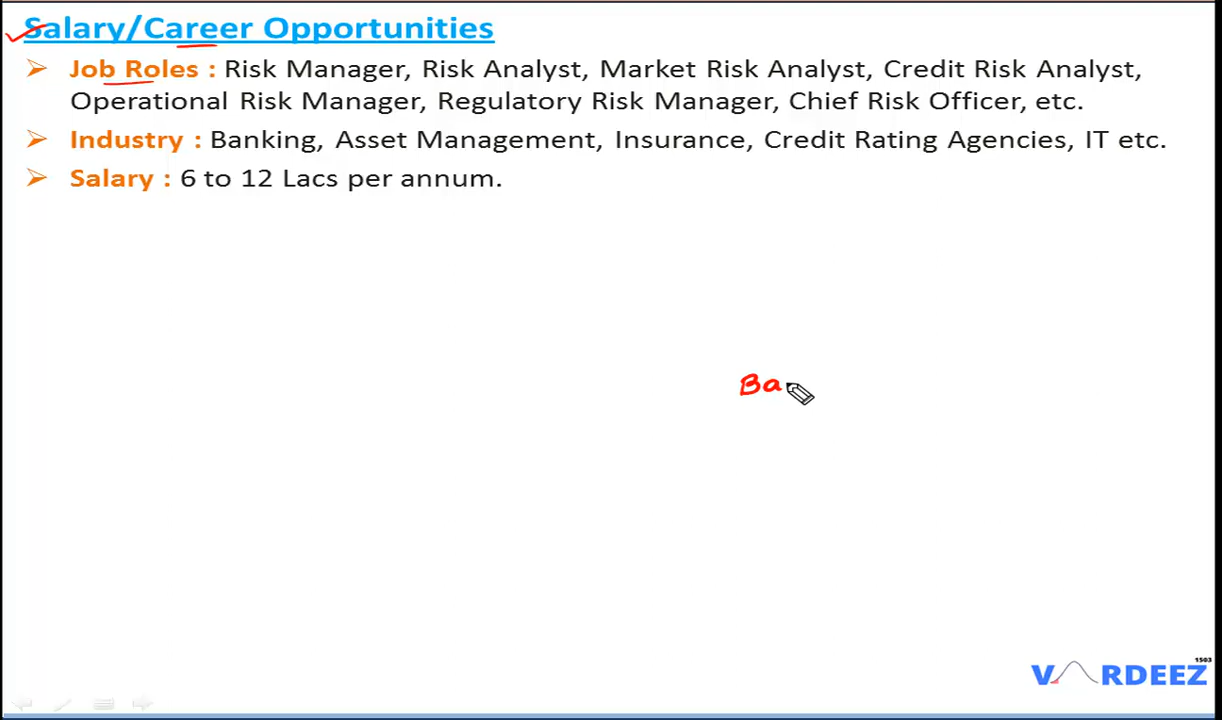 Salary/Career Opportunities
➢ Job Roles : Risk Manager, Risk Analyst, Market Risk Analyst, Credit Risk Analyst,
Operational Risk Manager, Regulatory Risk Manager, Chief Risk Officer, etc.
➢ Industry : Banking, Asset Management, Insurance, Credit Rating Agencies, IT etc.
➢ Salary : 6 to 12 Lacs per annum.
Ba
1503
VARDEEZ